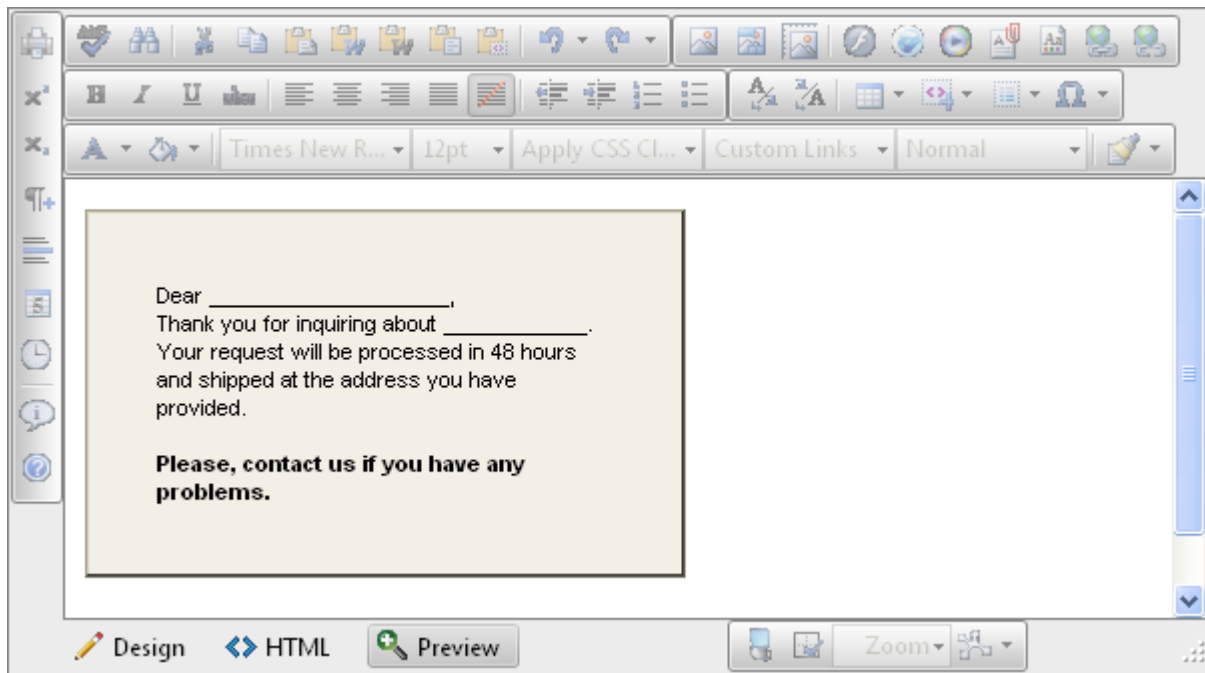 B I U abc
A A
Times New R... 12pt Apply CSS Cl... Custom Links Normal
Dear ____________________,
Thank you for inquiring about ____________.
Your request will be processed in 48 hours
and shipped at the address you have
provided.
Please, contact us if you have any
problems.
Design HTML Preview Zoom